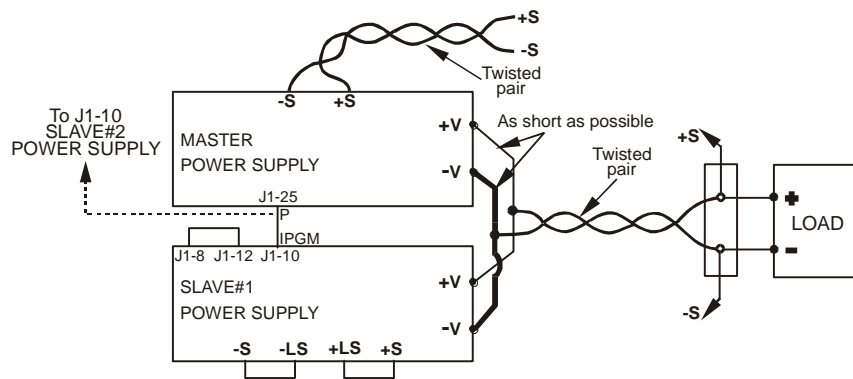 +S
-S
Twisted
pair
-S +S
To J1-10
SLAVE#2
POWER SUPPLY
MASTER
POWER SUPPLY
+V
-V
As short as possible
Twisted
pair
+S
+
LOAD
-
-S
J1-25
P
IPGM
J1-8 J1-12 J1-10
SLAVE#1
POWER SUPPLY
+V
-V
-S -LS +LS +S